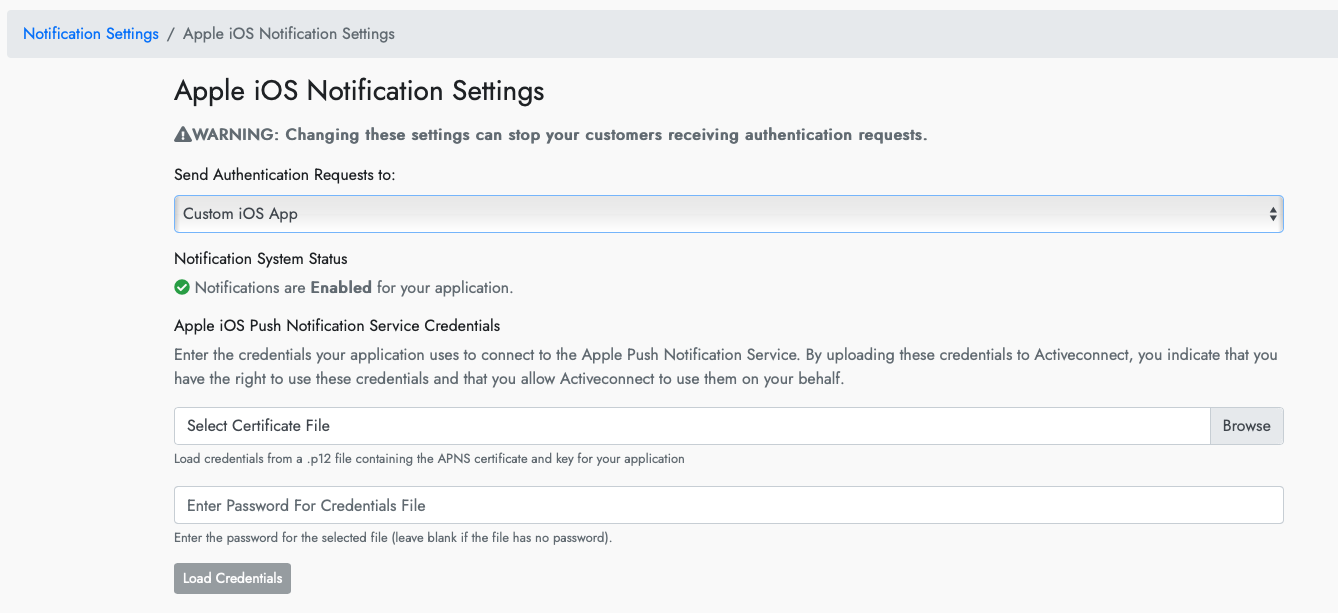 Notification Settings / Apple iOS Notification Settings
Apple iOS Notification Settings
WARNING: Changing these settings can stop your customers receiving authentication requests.
Send Authentication Requests to:
Custom iOS App
Notification System Status
Notifications are Enabled for your application.
Apple iOS Push Notification Service Credentials
Enter the credentials your application uses to connect to the Apple Push Notification Service. By uploading these credentials to Activeconnect, you indicate that you
have the right to use these credentials and that you allow Activeconnect to use them on your behalf.
Select Certificate File Browse
Load credentials from a .p12 file containing the APNS certificate and key for your application
Enter Password For Credentials File
Enter the password for the selected file (leave blank if the file has no password).
Load Credentials